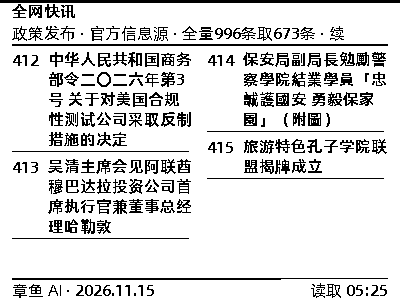 全网快讯
政策发布·官方信息源·全量996条取673条·续
412 中华人民共和国商务
部令二〇二六年第3
号 关于对美国合规
性测试公司采取反制
措施的决定
413 吴清主席会见阿联酋
穆巴达拉投资公司首
席执行官兼董事总经
理哈勒敦
414 保安局副局長勉勵警
察學院結業學員「忠
誠護國安 勇毅保家
園」（附圖）
415 旅游特色孔子学院联
盟揭牌成立
章鱼 AI·2026.11.15
读取 05:25